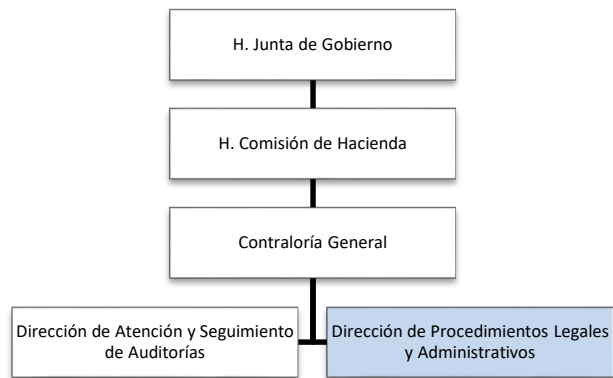 H. Junta de Gobierno
H. Comisión de Hacienda
Contraloría General
Dirección de Atención y Seguimiento
de Auditorías
Dirección de Procedimientos Legales
y Administrativos